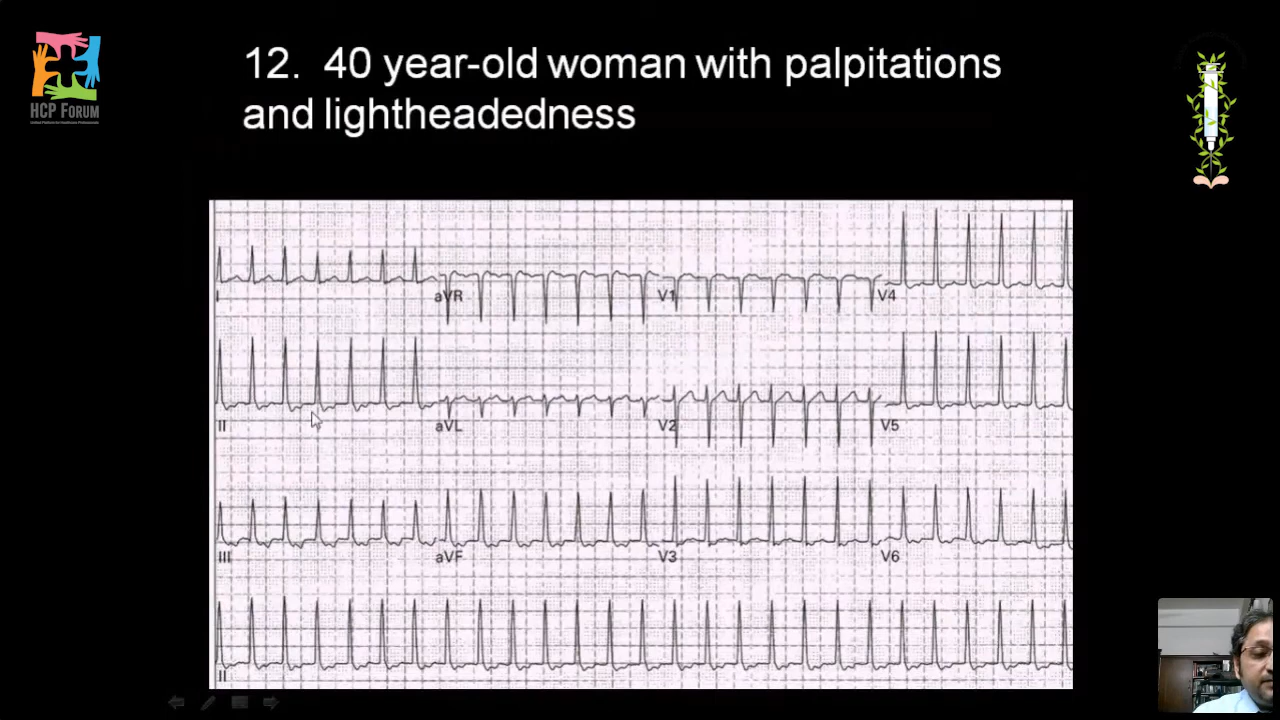 12. 40 year-old woman with palpitations
and lightheadedness
HCP FORUM
I
aVR
V1
V4
II
aVL
V2
V5
III
aVF
V3
V6
II